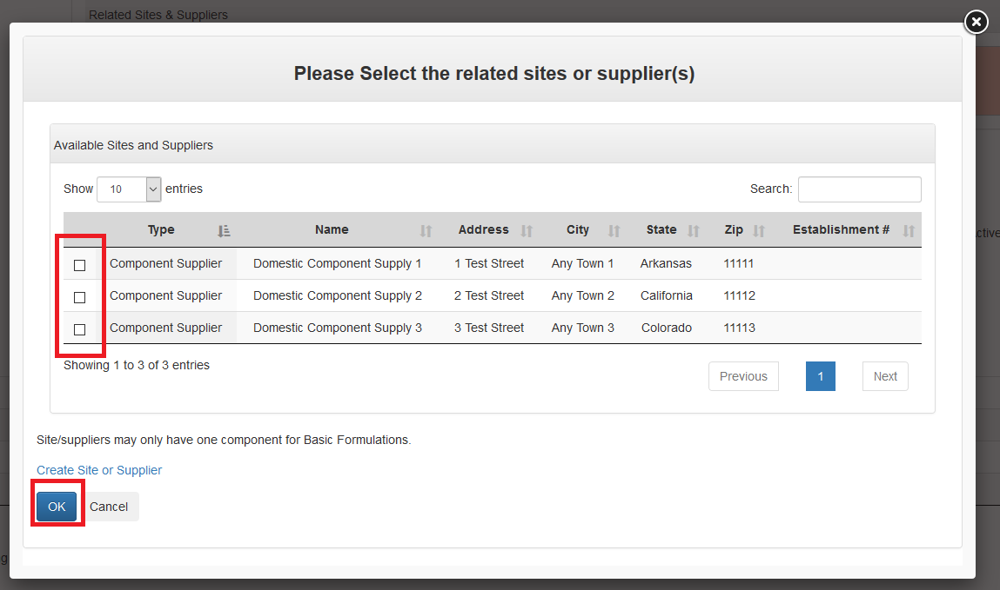 Related Sites & Suppliers
Please Select the related sites or supplier(s)
Available Sites and Suppliers
Show 10 entries Search:
Type Name Address City State Zip Establishment #
Component Supplier Domestic Component Supply 1 1 Test Street Any Town 1 Arkansas 11111
Component Supplier Domestic Component Supply 2 2 Test Street Any Town 2 California 11112
Component Supplier Domestic Component Supply 3 3 Test Street Any Town 3 Colorado 11113
Showing 1 to 3 of 3 entries
Previous 1 Next
Site/suppliers may only have one component for Basic Formulations.
Create Site or Supplier
OK Cancel